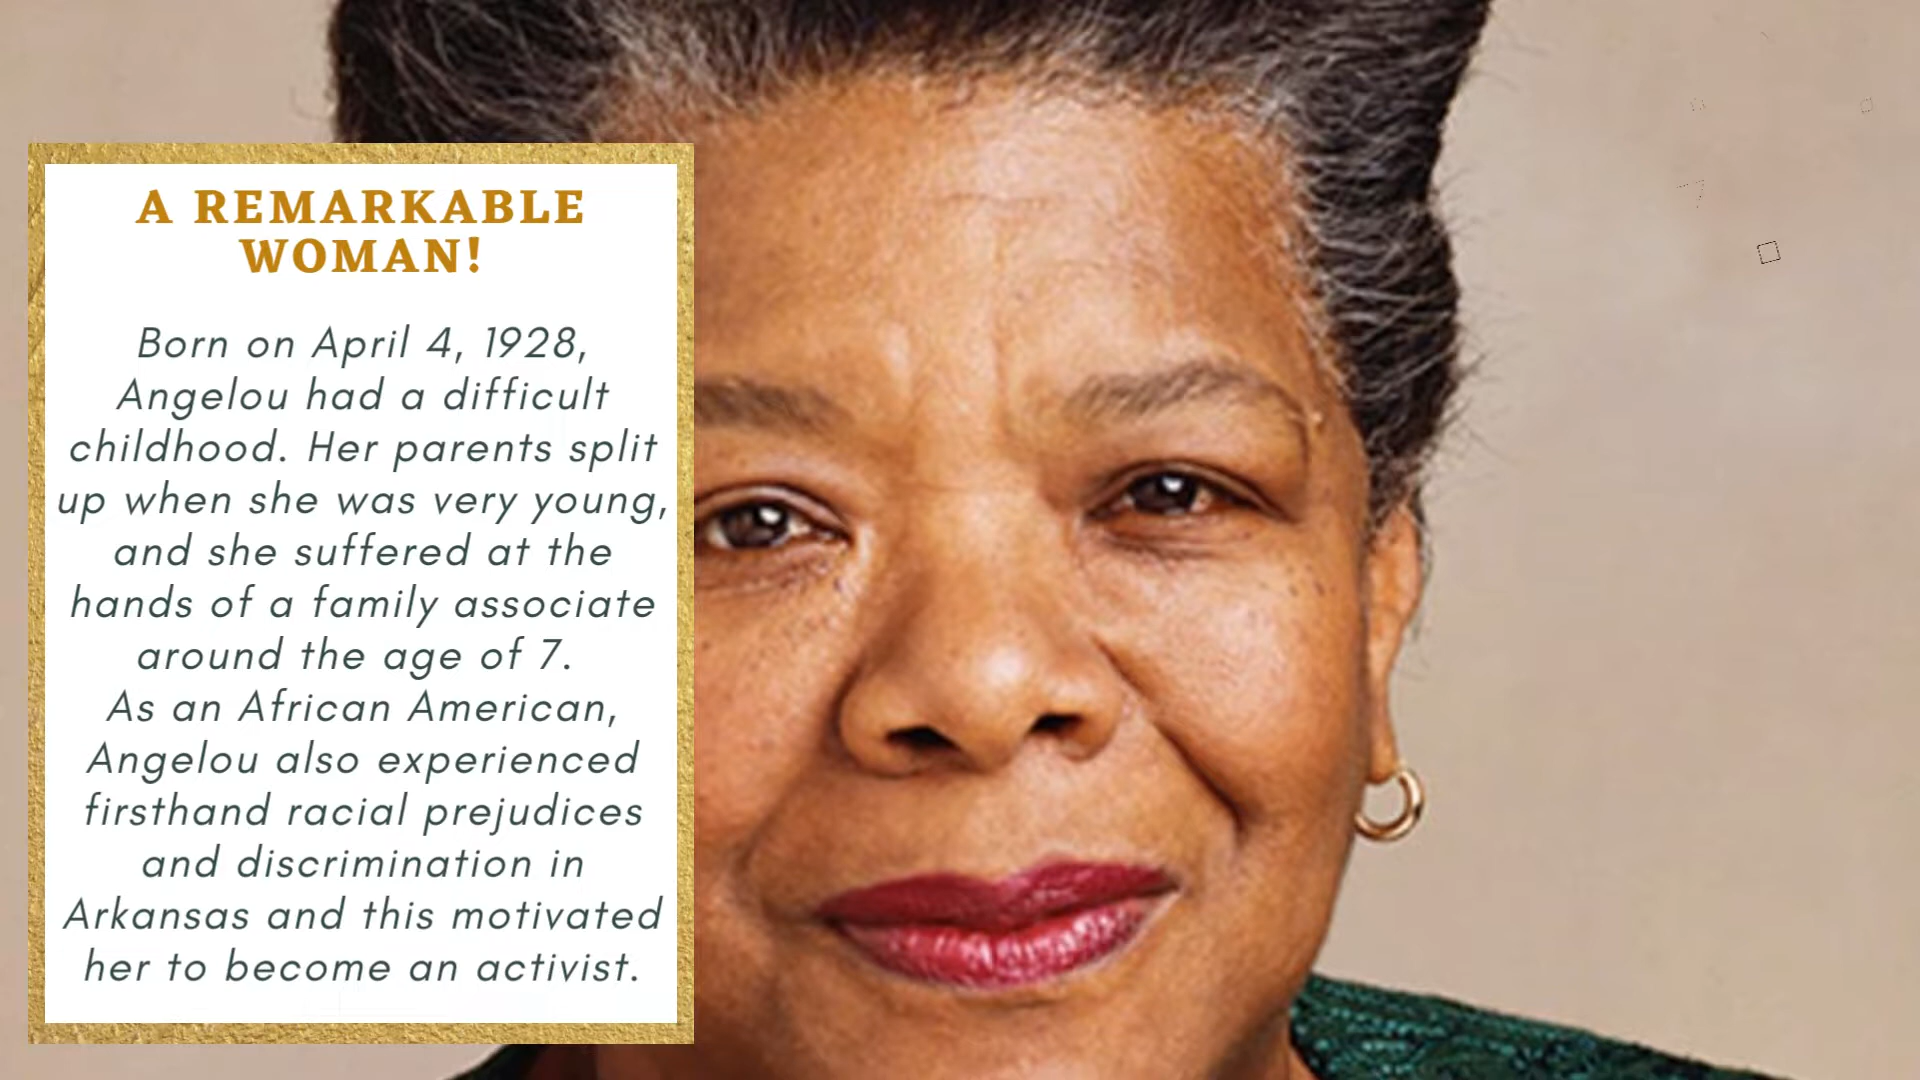 A REMARKABLE
WOMAN!
Born on April 4, 1928,
Angelou had a difficult
childhood. Her parents split
up when she was very young,
and she suffered at the
hands of a family associate
around the age of 7.
As an African American,
Angelou also experienced
firsthand racial prejudices
and discrimination in
Arkansas and this motivated
her to become an activist.